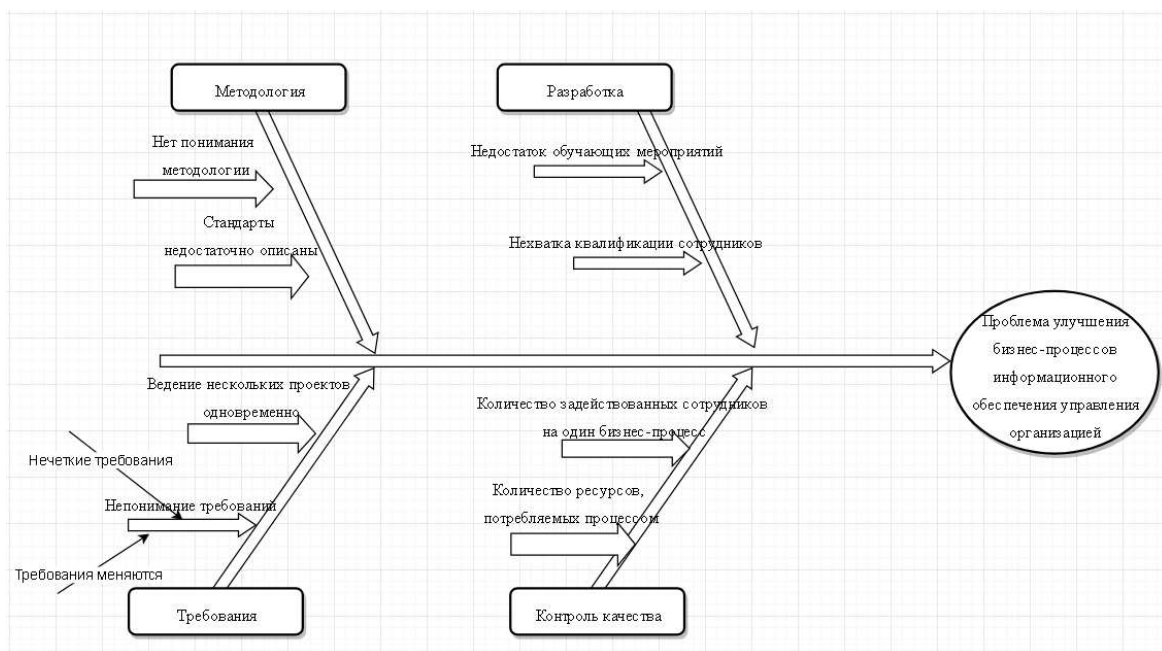 Методология
Разработка
Нет понимания
методологии
Недостаток обучающих мероприятий
Стандарты
недостаточно описаны
Нехватка квалификации сотрудников
Проблема улучшения
бизнес-процессов
информационного
обеспечения управления
организацией
Ведение нескольких проектов
одновременно
Количество задействованных сотрудников
на один бизнес-процесс
Нечеткие требования
Непонимание требований
Количество ресурсов,
потребляемых процессом
Требования меняются
Требования
Контроль качества